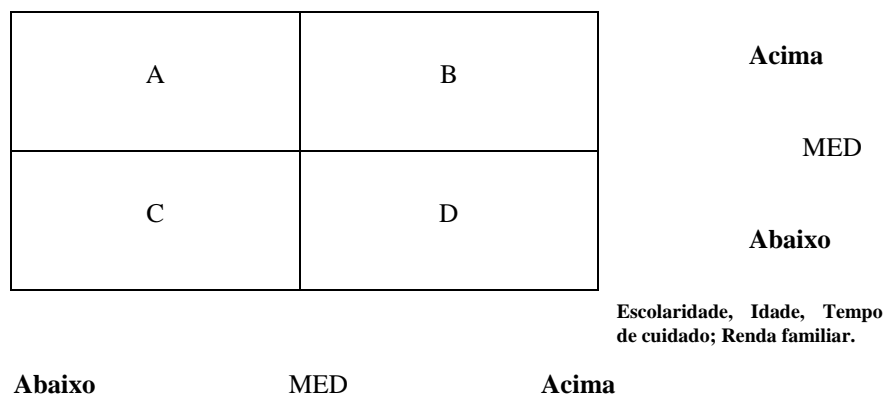 Acima
A B
MED
C D
Abaixo
Escolaridade, Idade, Tempo
de cuidado; Renda familiar.
Abaixo MED Acima